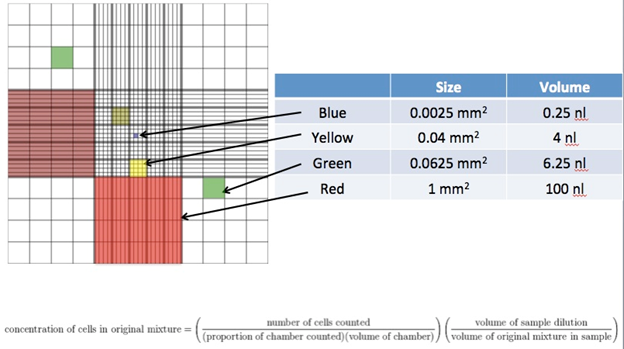 Size Volume
Blue 0.0025 mm² 0.25 nl
Yellow 0.04 mm² 4 nl
Green 0.0625 mm² 6.25 nl
Red 1 mm² 100 nl
concentration of cells in original mixture = ( number of cells counted / (proportion of chamber counted)(volume of chamber) ) ( volume of sample dilution / volume of original mixture in sample )